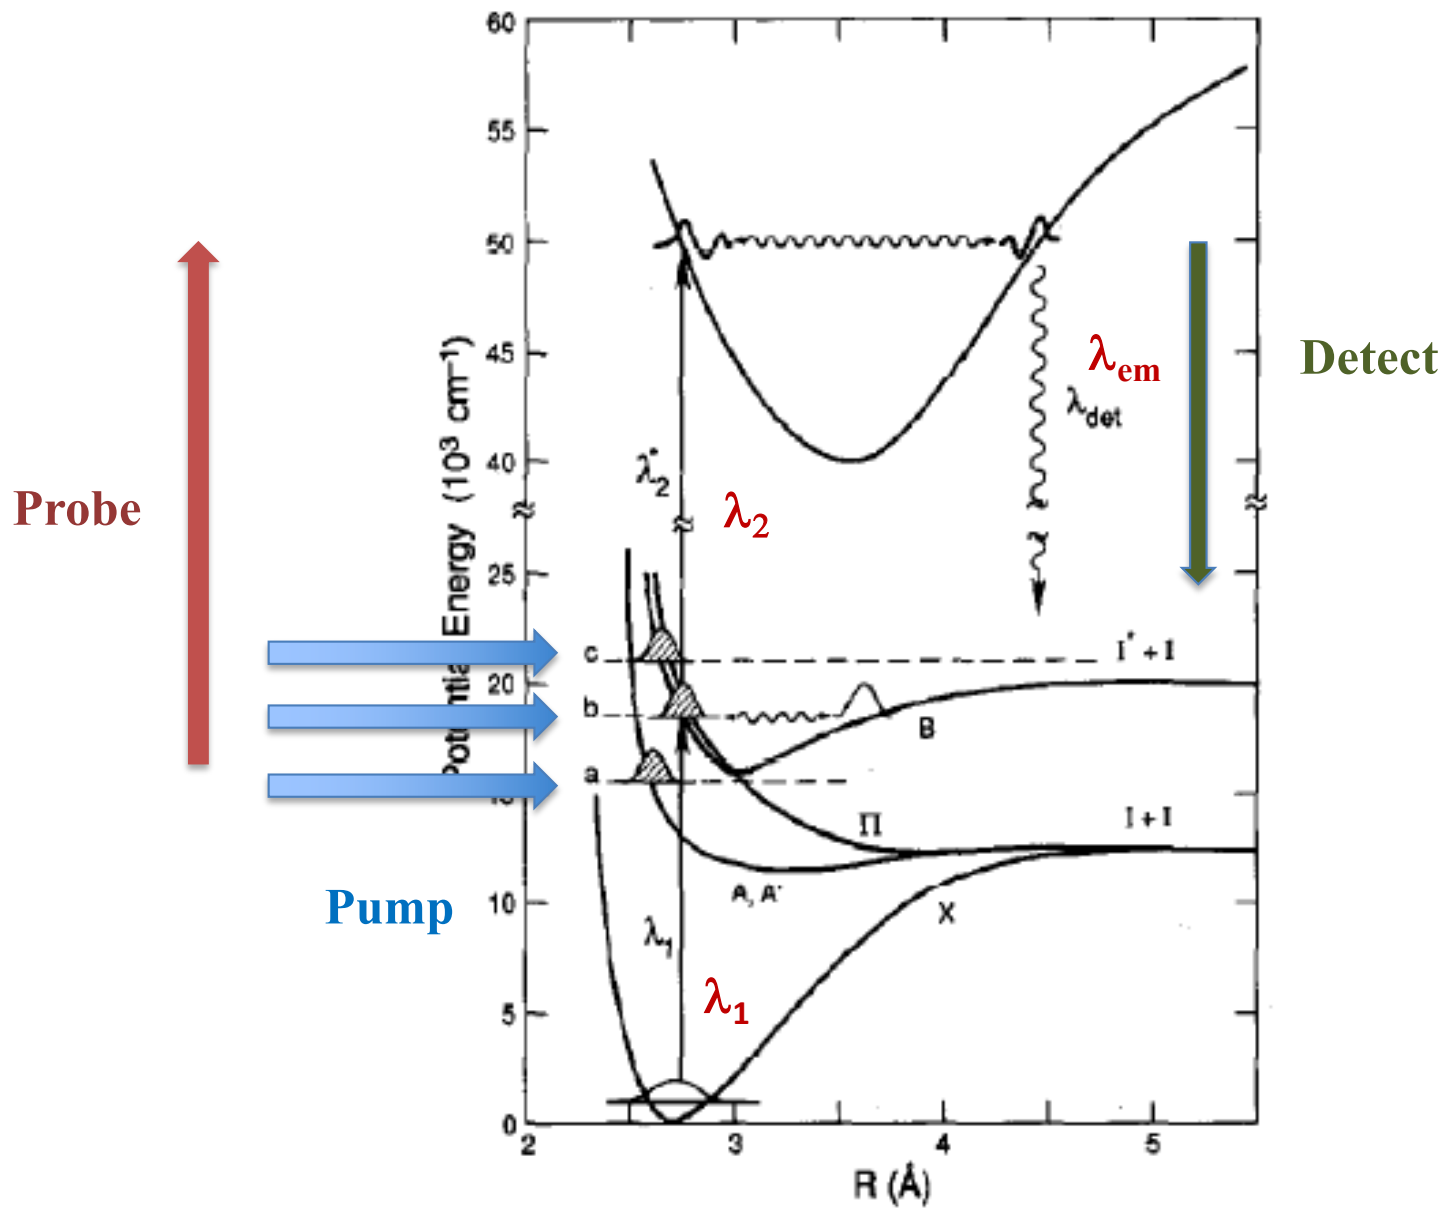 60
55
50
45
40
25
20
10
5
0
2
3
4
5
R (Å)
Potential Energy (10³ cm⁻¹)
Probe
Pump
Detect
λem
λdet
λ₂*
λ₂
c
b
a
I* + I
B
Π
I + I
A, A'
X
λ₁
λ₁